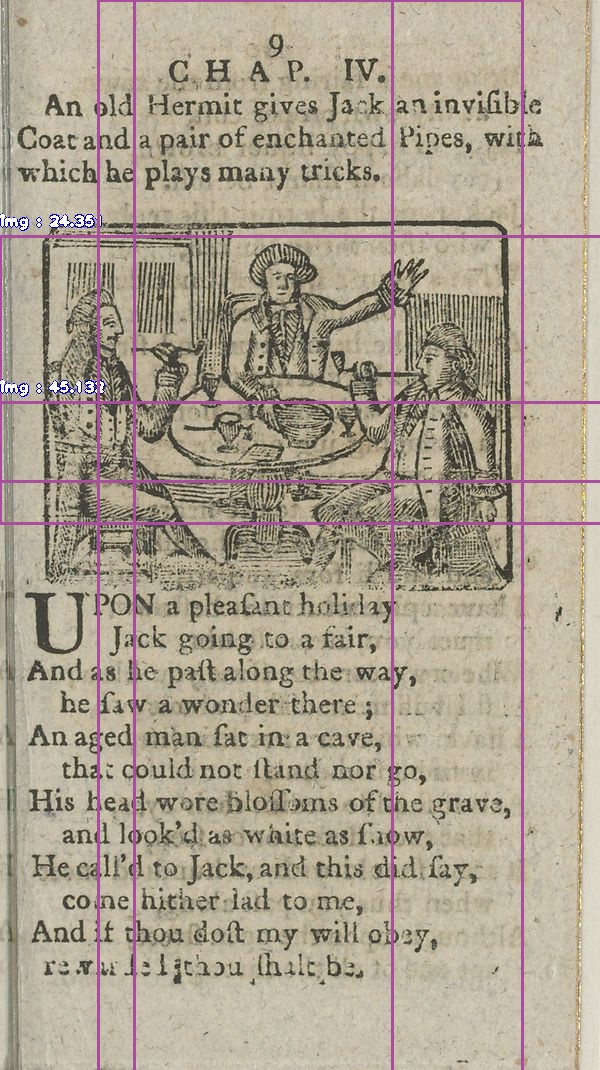 9
CHAP. IV.
An old Hermit gives Jack an inviſible
Coat and a pair of enchanted Pipes, with
which he plays many tricks.
Img : 24.351
Img : 45.132
UPON a pleaſant holiday
Jack going to a fair,
And as he paſt along the way,
he ſaw a wonder there ;
An aged man ſat in a cave,
that could not ſtand nor go,
His head wore bloſſoms of the grave,
and look'd as white as ſnow,
He call'd to Jack, and this did ſay,
come hither lad to me,
And if thou doſt my will obey,
thou ſhalt be.